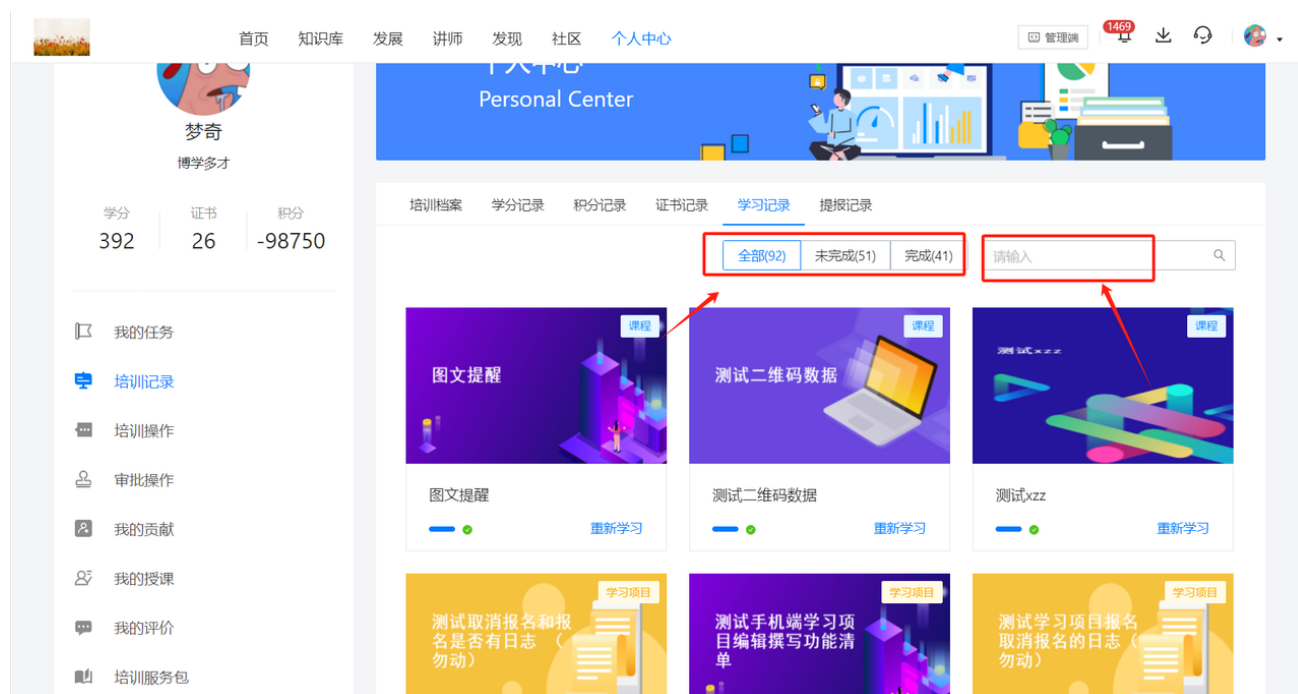 首页 知识库 发展 讲师 发现 社区 个人中心 管理端 1469
个人中心
Personal Center
梦奇
博学多才
学分 证书 积分
392 26 -98750
培训档案 学分记录 积分记录 证书记录 学习记录 提报记录
全部(92) 未完成(51) 完成(41) 请输入
我的任务
培训记录
培训操作
审批操作
我的贡献
我的授课
我的评价
培训服务包
课程
图文提醒
图文提醒
重新学习
课程
测试二维码数据
测试二维码数据
重新学习
课程
测试xzz
测试xzz
重新学习
学习项目
测试取消报名和报
名是否有日志 （
勿动）
学习项目
测试手机端学习项
目编辑撰写功能清
单
学习项目
测试学习项目报名
取消报名的日志（
勿动）